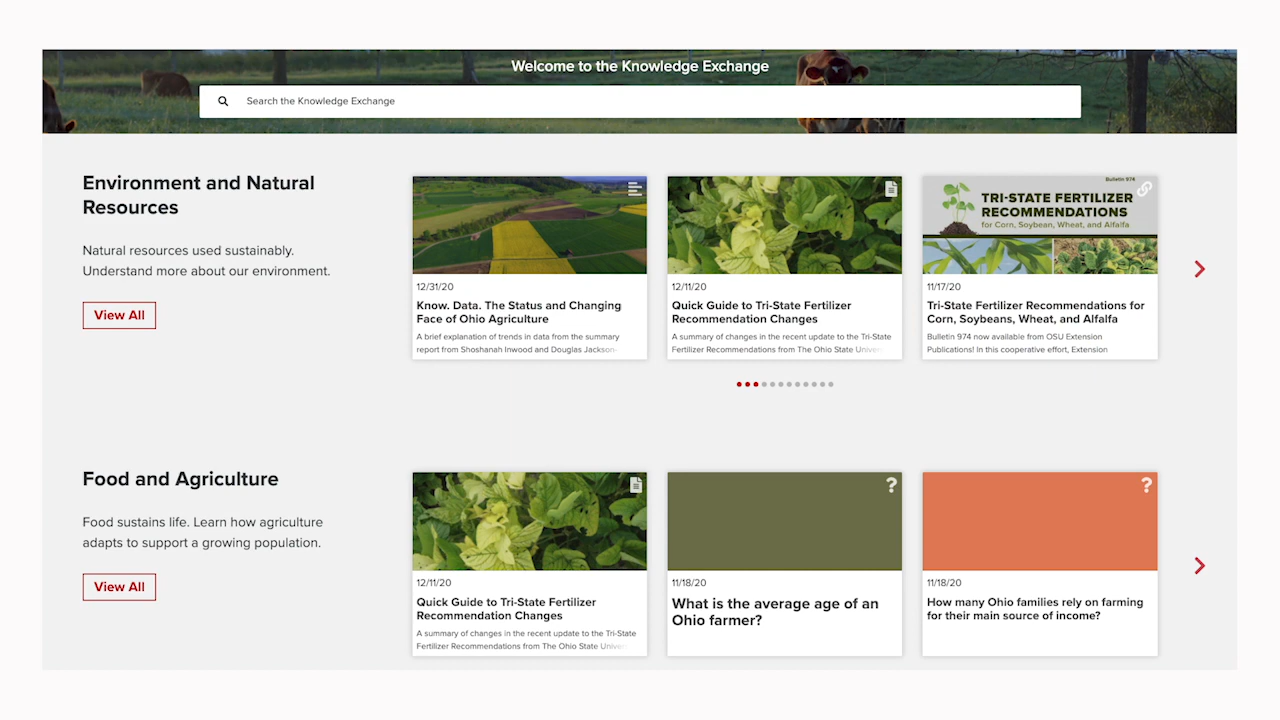 Welcome to the Knowledge Exchange
Search the Knowledge Exchange
Environment and Natural
Resources
Natural resources used sustainably.
Understand more about our environment.
View All
12/31/20
Know. Data. The Status and Changing
Face of Ohio Agriculture
A brief explanation of trends in data from the summary
report from Shoshanah Inwood and Douglas Jackson-
12/11/20
Quick Guide to Tri-State Fertilizer
Recommendation Changes
A summary of changes in the recent update to the Tri-State
Fertilizer Recommendations from The Ohio State Univer
Bulletin 974
TRI-STATE FERTILIZER
RECOMMENDATIONS
for Corn, Soybean, Wheat, and Alfalfa
11/17/20
Tri-State Fertilizer Recommendations for
Corn, Soybeans, Wheat, and Alfalfa
Bulletin 974 now available from OSU Extension
Publications! In this cooperative effort, Extension
Food and Agriculture
Food sustains life. Learn how agriculture
adapts to support a growing population.
View All
12/11/20
Quick Guide to Tri-State Fertilizer
Recommendation Changes
A summary of changes in the recent update to the Tri-State
Fertilizer Recommendations from The Ohio State Univer
?
11/18/20
What is the average age of an
Ohio farmer?
?
11/18/20
How many Ohio families rely on farming
for their main source of income?